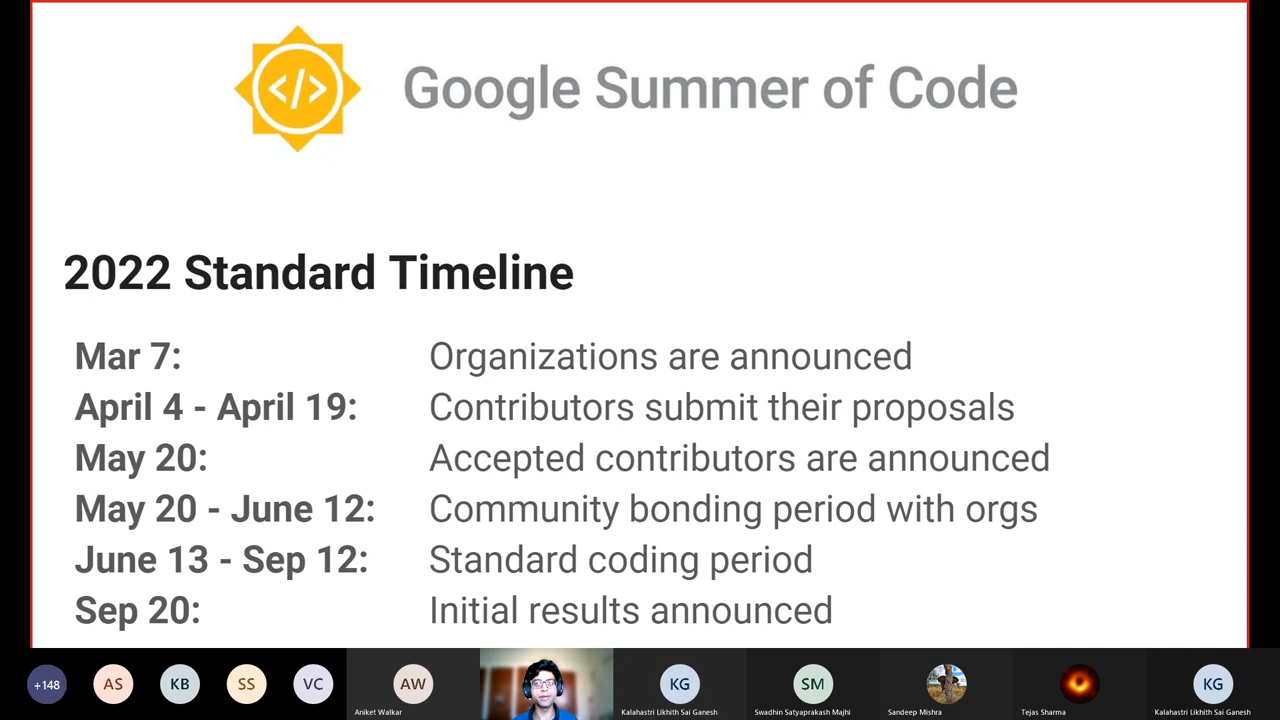 </>
Google Summer of Code
2022 Standard Timeline
Mar 7: Organizations are announced
April 4 - April 19: Contributors submit their proposals
May 20: Accepted contributors are announced
May 20 - June 12: Community bonding period with orgs
June 13 - Sep 12: Standard coding period
Sep 20: Initial results announced
+148 AS KB SS VC AW KG SM KG
Aniket Walkar Kalahastri Likhith Sai Ganesh Swadhin Satyaprakash Majhi Sandeep Mishra Tejas Sharma Kalahastri Likhith Sai Ganesh